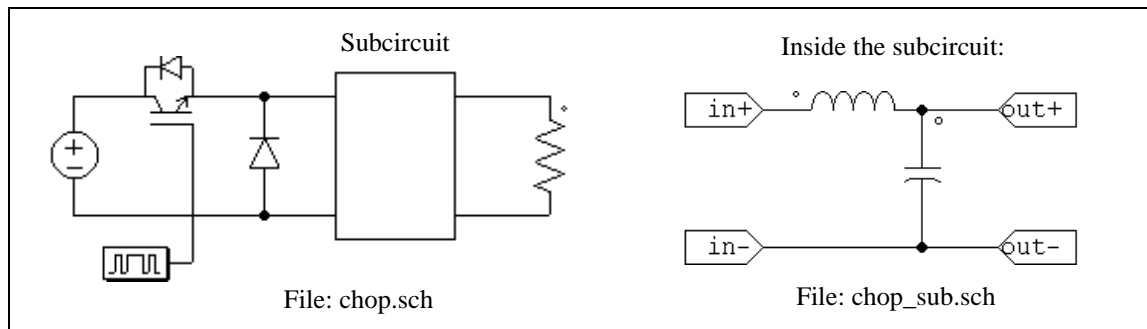 Subcircuit
File: chop.sch
Inside the subcircuit:
in+
out+
in-
out-
File: chop_sub.sch